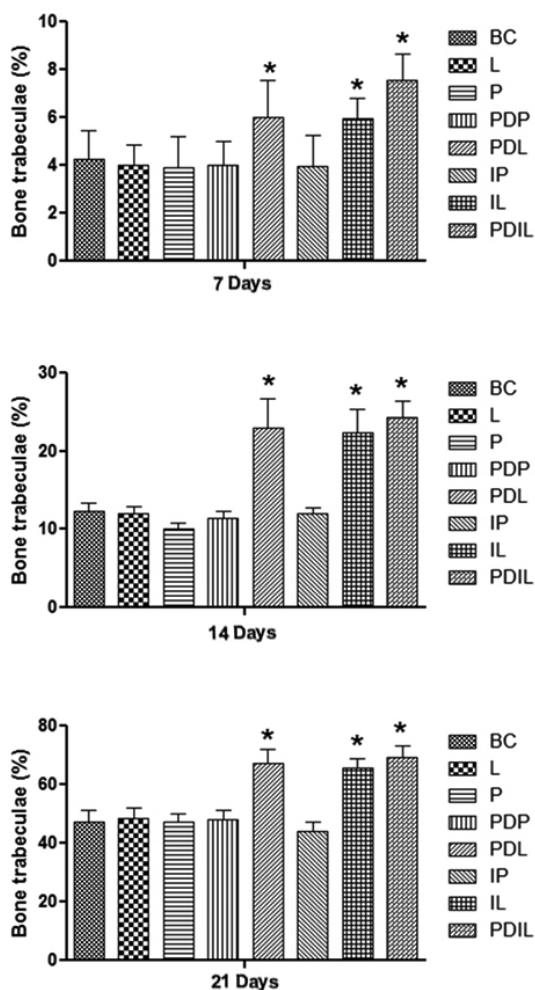 Bone trabeculae (%)
10
8
6
4
2
0
*
*
*
7 Days
BC
L
P
PDP
PDL
IP
IL
PDIL
Bone trabeculae (%)
30
20
10
0
*
*
*
14 Days
BC
L
P
PDP
PDL
IP
IL
PDIL
Bone trabeculae (%)
80
60
40
20
0
*
*
*
21 Days
BC
L
P
PDP
PDL
IP
IL
PDIL